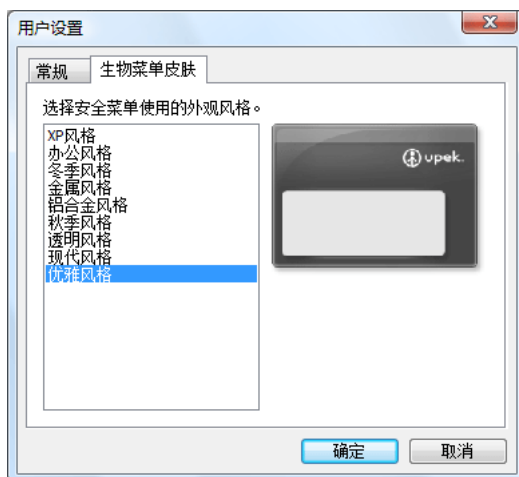 用户设置
常规
生物菜单皮肤
选择安全菜单使用的外观风格。
XP风格
办公风格
冬季风格
金属风格
铝合金风格
秋季风格
透明风格
现代风格
优雅风格
upek.
确定
取消